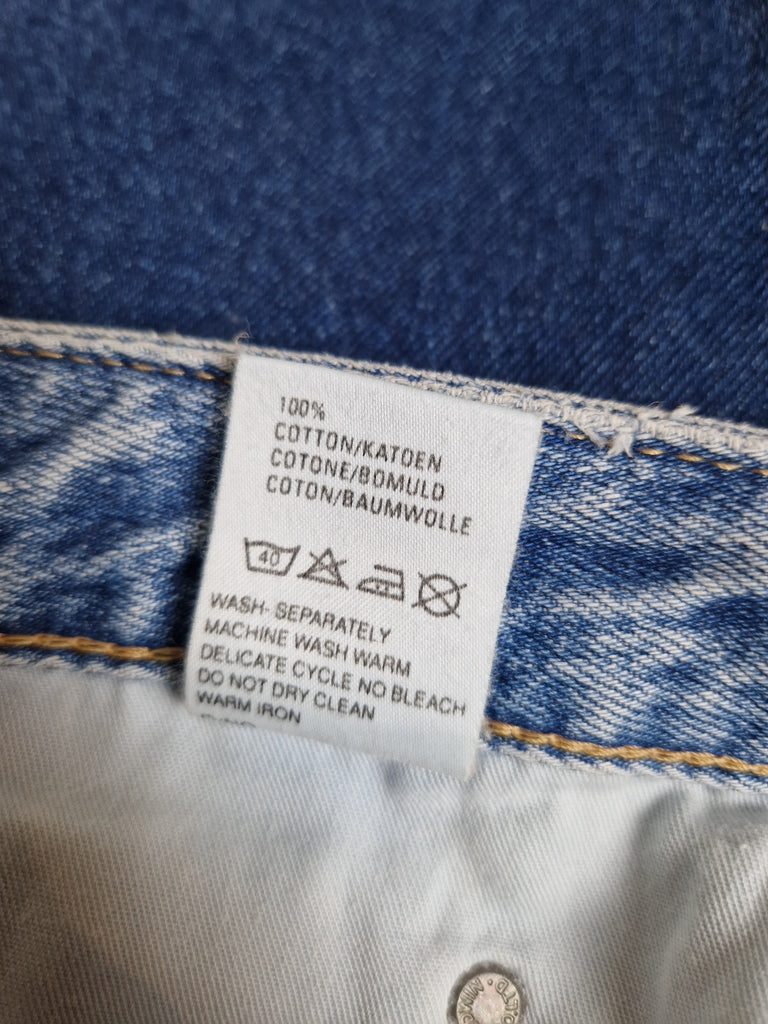 100%
COTTON/KATOEN
COTONE/BOMULD
COTON/BAUMWOLLE
40
WASH SEPARATELY
MACHINE WASH WARM
DELICATE CYCLE NO BLEACH
DO NOT DRY CLEAN
WARM IRON